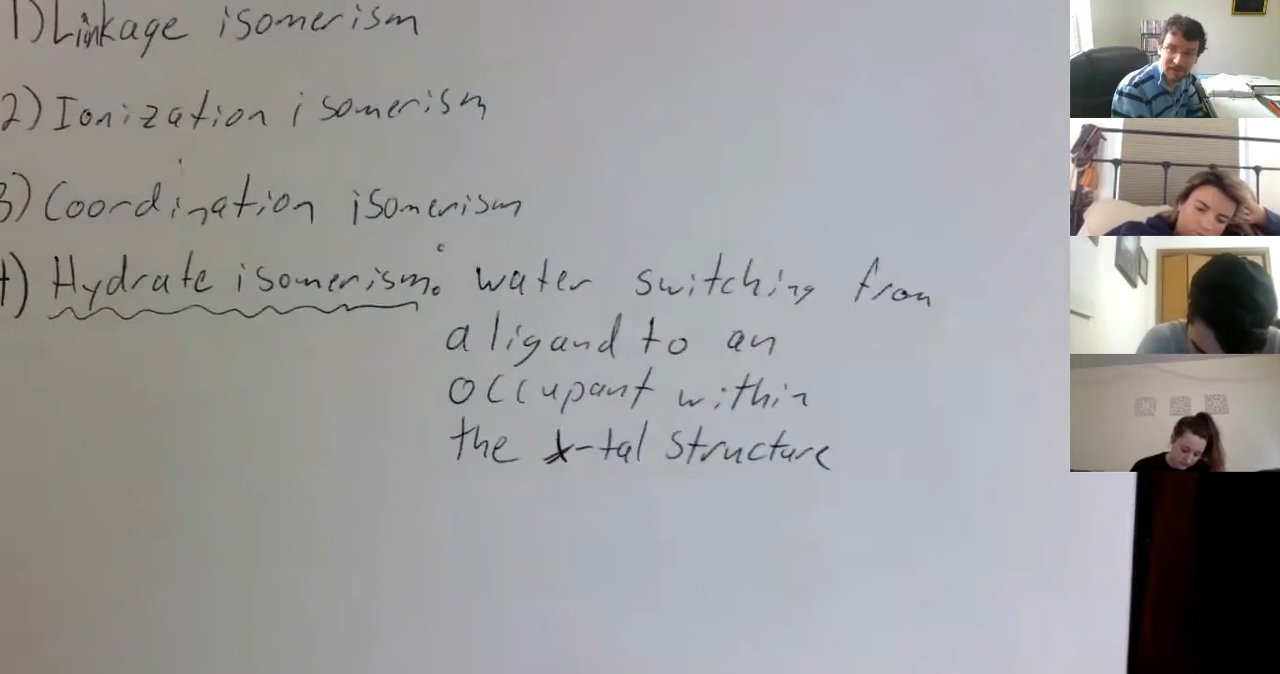 1) Linkage isomerism
2) Ionization isomerism
3) Coordination isomerism
4) Hydrate isomerism: water switching from
a ligand to an
occupant within
the x-tal structure